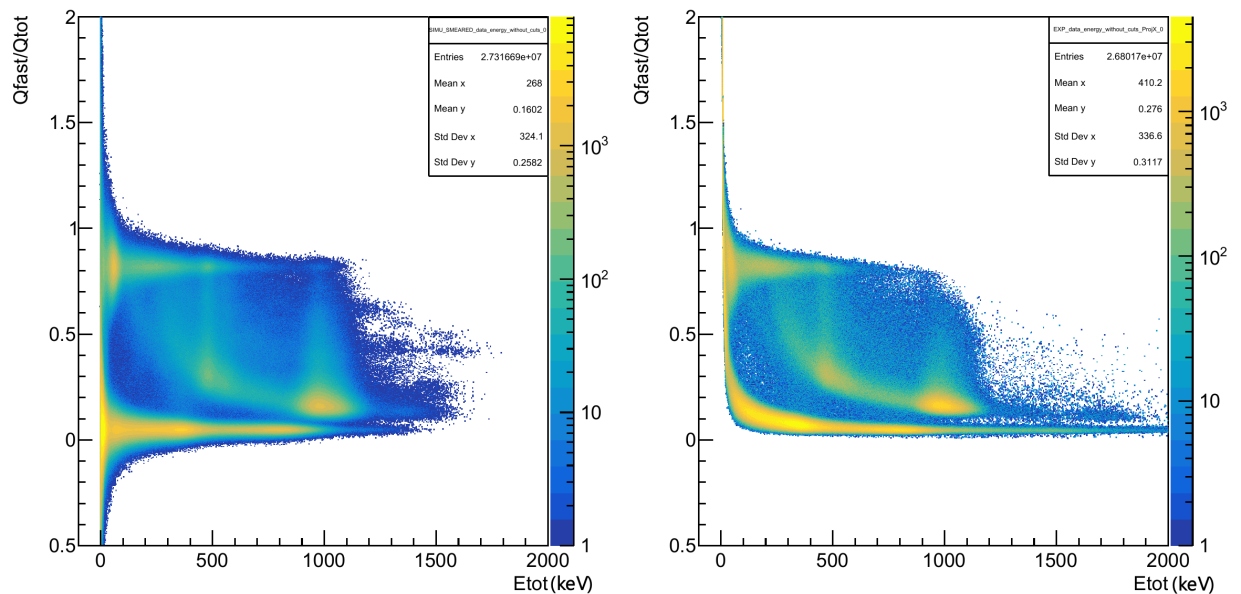 2
1.5
1
0.5
0
0.5
0
500
1000
1500
2000
Etot (keV)
Qfast/Qtot
SIMU_SMEARED_data_energy_without_cuts_0
Entries 2.731669e+07
Mean x 268
Mean y 0.1602
Std Dev x 324.1
Std Dev y 0.2582
10³
10²
10
1
2
1.5
1
0.5
0
0.5
0
500
1000
1500
2000
Etot (keV)
Qfast/Qtot
EXP_data_energy_without_cuts_ProjX_0
Entries 2.68017e+07
Mean x 410.2
Mean y 0.276
Std Dev x 336.6
Std Dev y 0.3117
10³
10²
10
1